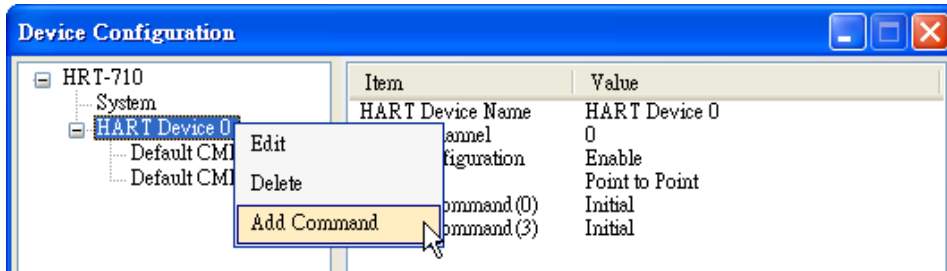 Device Configuration
HRT-710
System
HART Device 0
Default CM
Default CM
Edit
Delete
Add Command
Item Value
HART Device Name HART Device 0
annel 0
figuration Enable
Point to Point
ommand(0) Initial
ommand(3) Initial